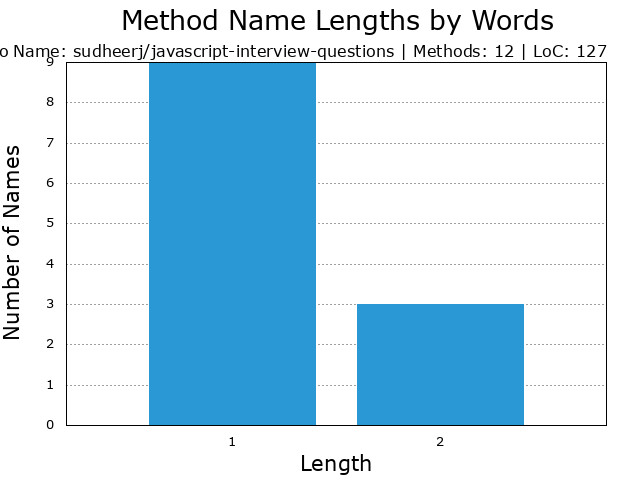 Method Name Lengths by Words
o Name: sudheerj/javascript-interview-questions | Methods: 12 | LoC: 127
9
8
7
6
5
4
3
2
1
0
Number of Names
1 2
Length